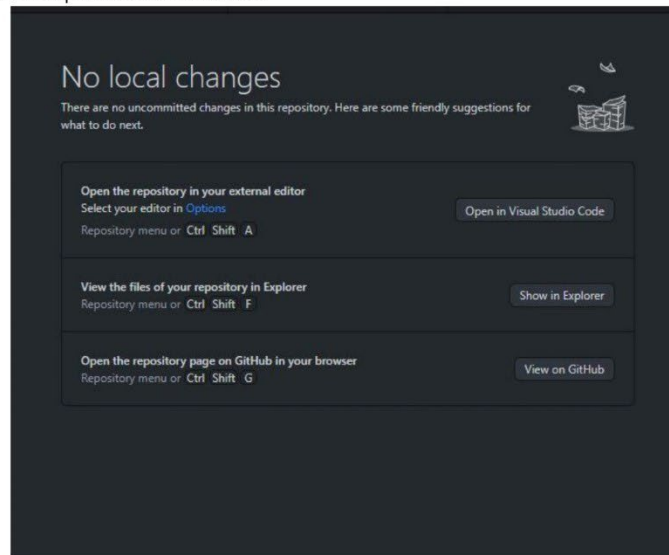 No local changes
There are no uncommitted changes in this repository. Here are some friendly suggestions for
what to do next.
Open the repository in your external editor
Select your editor in Options
Repository menu or Ctrl Shift A
Open in Visual Studio Code
View the files of your repository in Explorer
Repository menu or Ctrl Shift F
Show in Explorer
Open the repository page on GitHub in your browser
Repository menu or Ctrl Shift G
View on GitHub